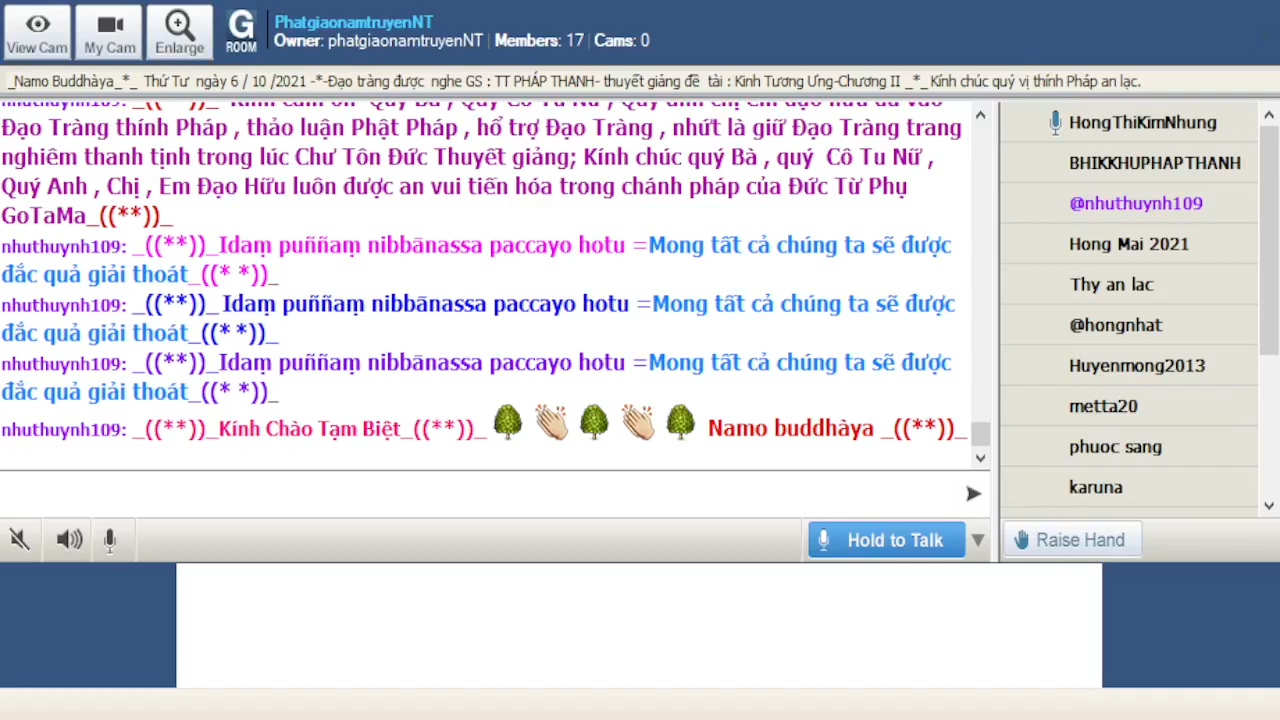 View Cam
My Cam
Enlarge
G
ROOM
PhatgiaonamtruyenNT
Owner: phatgiaonamtruyenNT | Members: 17 | Cams: 0
_Namo Buddhàya_*_ Thứ Tư ngày 6 / 10 /2021 -*-Đạo tràng được nghe GS : TT PHÁP THANH- thuyết giảng đề tài : Kinh Tương Ưng-Chương II _*_Kính chúc quý vị thính Pháp an lạc.
Đạo Tràng thính Pháp , thảo luận Phật Pháp , hổ trợ Đạo Tràng , nhứt là giữ Đạo Tràng trang
nghiêm thanh tịnh trong lúc Chư Tôn Đức Thuyết giảng; Kính chúc quý Bà , quý Cô Tu Nữ ,
Quý Anh , Chị , Em Đạo Hữu luôn được an vui tiến hóa trong chánh pháp của Đức Từ Phụ
GoTaMa_((**))_
nhuthuynh109: _((**))_Idaṃ puññaṃ nibbānassa paccayo hotu =Mong tất cả chúng ta sẽ được
đắc quả giải thoát_((* *))_
nhuthuynh109: _((**))_Idaṃ puññaṃ nibbānassa paccayo hotu =Mong tất cả chúng ta sẽ được
đắc quả giải thoát_((* *))_
nhuthuynh109: _((**))_Idaṃ puññaṃ nibbānassa paccayo hotu =Mong tất cả chúng ta sẽ được
đắc quả giải thoát_((* *))_
nhuthuynh109: _((**))_Kính Chào Tạm Biệt_((**))_ Namo buddhàya _((**))_
Hold to Talk
HongThiKimNhung
BHIKKHUPHAPTHANH
@nhuthuynh109
Hong Mai 2021
Thy an lac
@hongnhat
Huyenmong2013
metta20
phuoc sang
karuna
Raise Hand